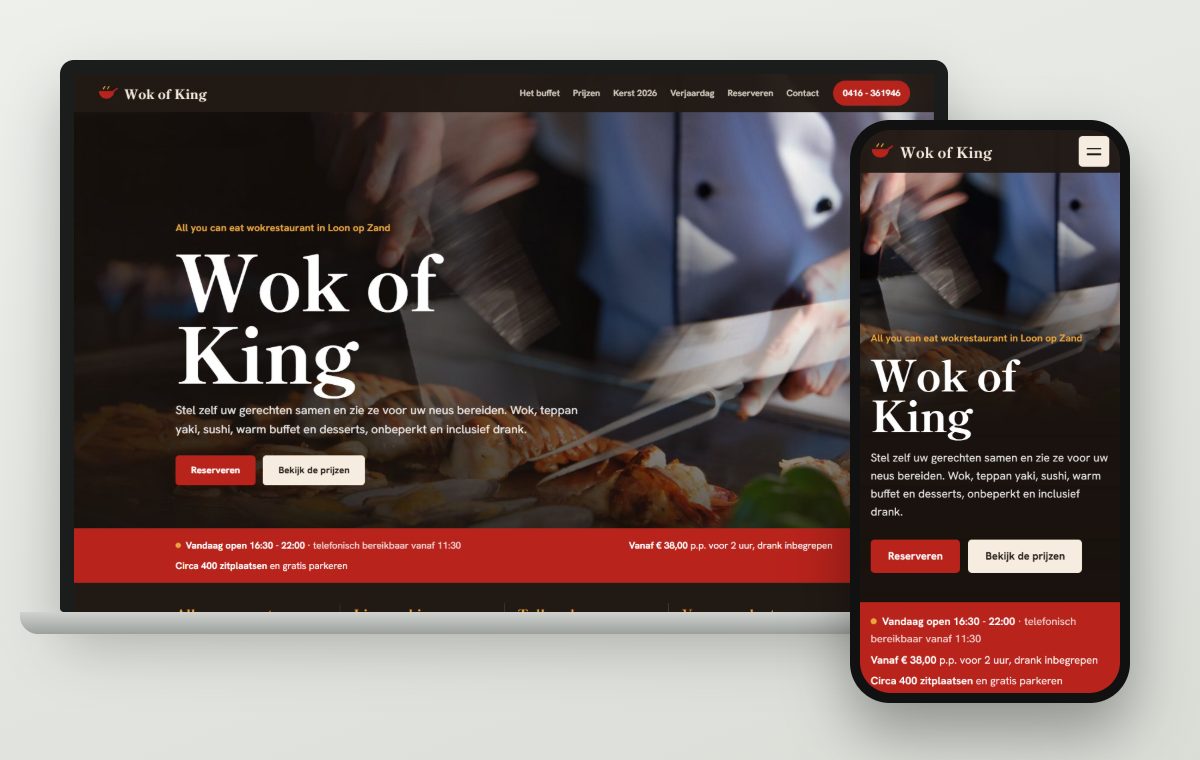 Wok of King
Het buffet Prijzen Kerst 2026 Verjaardag Reserveren Contact 0416 - 361946
All you can eat wokrestaurant in Loon op Zand
Wok of
King
Stel zelf uw gerechten samen en zie ze voor uw neus bereiden. Wok, teppan
yaki, sushi, warm buffet en desserts, onbeperkt en inclusief drank.
Reserveren Bekijk de prijzen
Vandaag open 16:30 - 22:00 · telefonisch bereikbaar vanaf 11:30
Vanaf € 38,00 p.p. voor 2 uur, drank inbegrepen
Circa 400 zitplaatsen en gratis parkeren
Wok of King
All you can eat wokrestaurant in Loon op Zand
Wok of
King
Stel zelf uw gerechten samen en zie ze voor uw
neus bereiden. Wok, teppan yaki, sushi, warm
buffet en desserts, onbeperkt en inclusief
drank.
Reserveren Bekijk de prijzen
Vandaag open 16:30 - 22:00 · telefonisch
bereikbaar vanaf 11:30
Vanaf € 38,00 p.p. voor 2 uur, drank inbegrepen
Circa 400 zitplaatsen en gratis parkeren